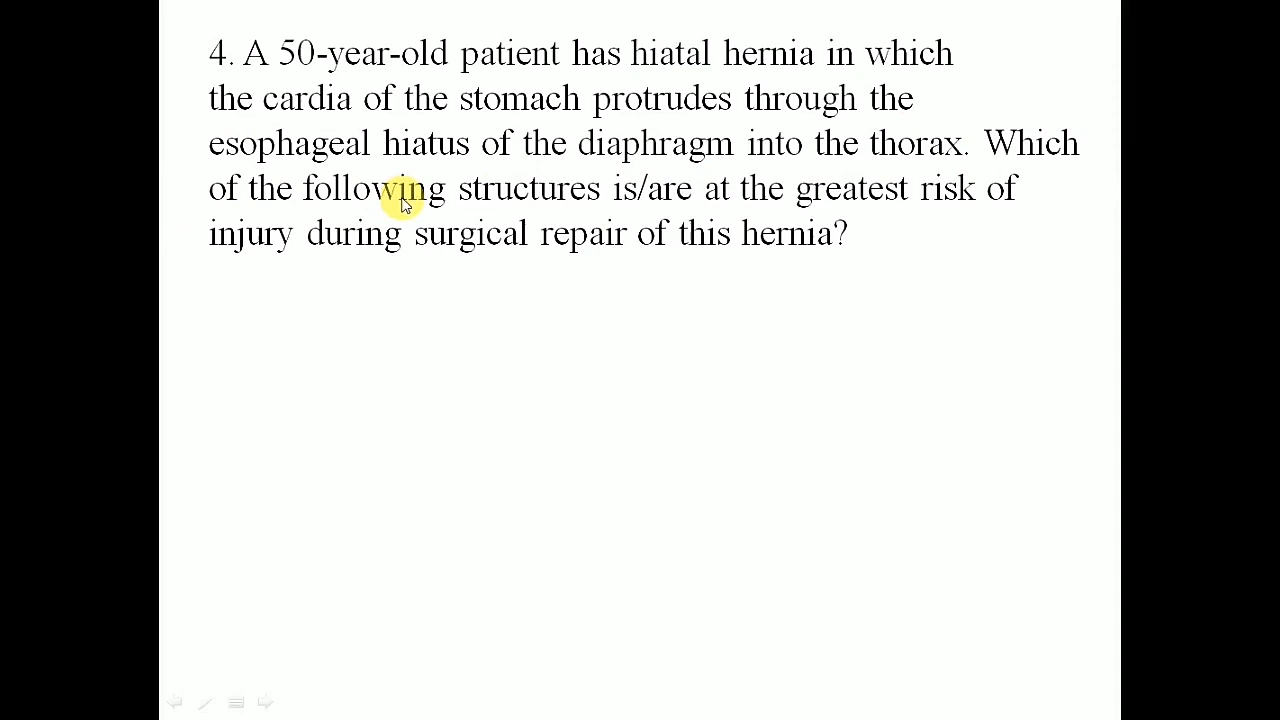 4. A 50-year-old patient has hiatal hernia in which
the cardia of the stomach protrudes through the
esophageal hiatus of the diaphragm into the thorax. Which
of the following structures is/are at the greatest risk of
injury during surgical repair of this hernia?